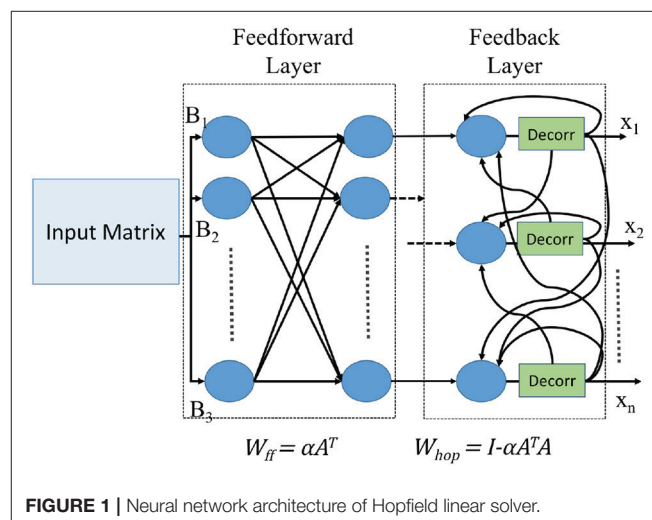 Feedforward
Layer
Feedback
Layer
B1
Decorr
x1
Input Matrix
B2
Decorr
x2
B3
Decorr
xn
Wff = αA^T
Whop = I-αA^TA
FIGURE 1 | Neural network architecture of Hopfield linear solver.